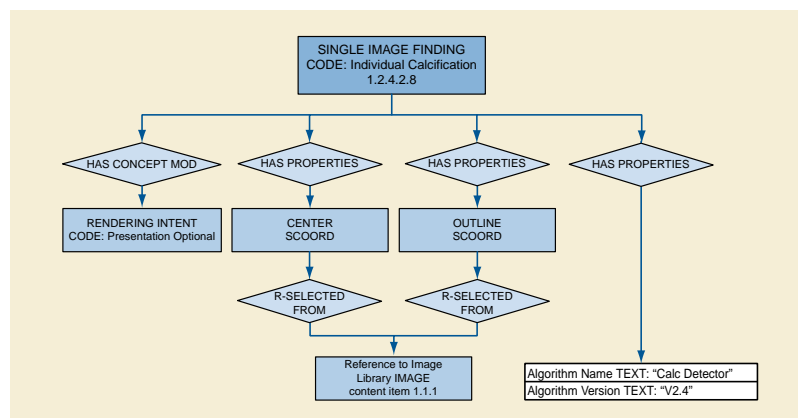 SINGLE IMAGE FINDING
CODE: Individual Calcification
1.2.4.2.8
HAS CONCEPT MOD
HAS PROPERTIES
HAS PROPERTIES
HAS PROPERTIES
RENDERING INTENT
CODE: Presentation Optional
CENTER
SCOORD
OUTLINE
SCOORD
R-SELECTED
FROM
R-SELECTED
FROM
Reference to Image
Library IMAGE
content item 1.1.1
Algorithm Name TEXT: “Calc Detector”
Algorithm Version TEXT: “V2.4”